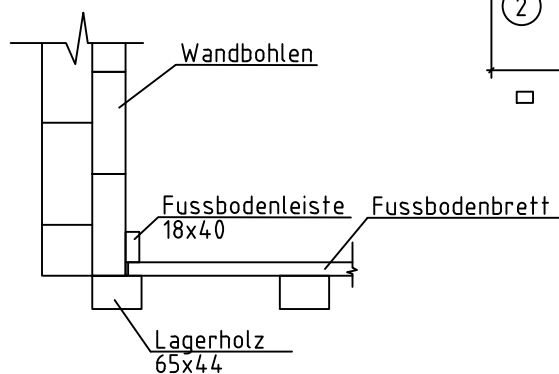 2
Wandbohlen
Fussbodenleiste
18x40
Fussbodenbrett
Lagerholz
65x44